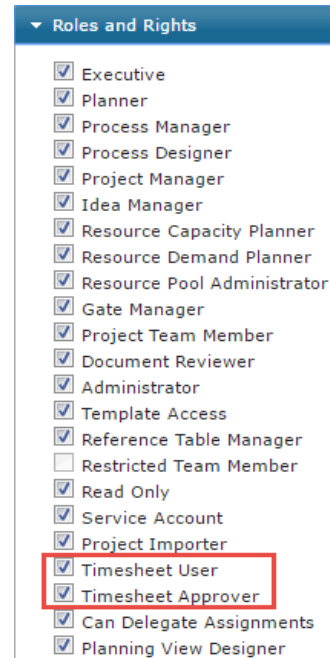 Roles and Rights
Executive
Planner
Process Manager
Process Designer
Project Manager
Idea Manager
Resource Capacity Planner
Resource Demand Planner
Resource Pool Administrator
Gate Manager
Project Team Member
Document Reviewer
Administrator
Template Access
Reference Table Manager
Restricted Team Member
Read Only
Service Account
Project Importer
Timesheet User
Timesheet Approver
Can Delegate Assignments
Planning View Designer